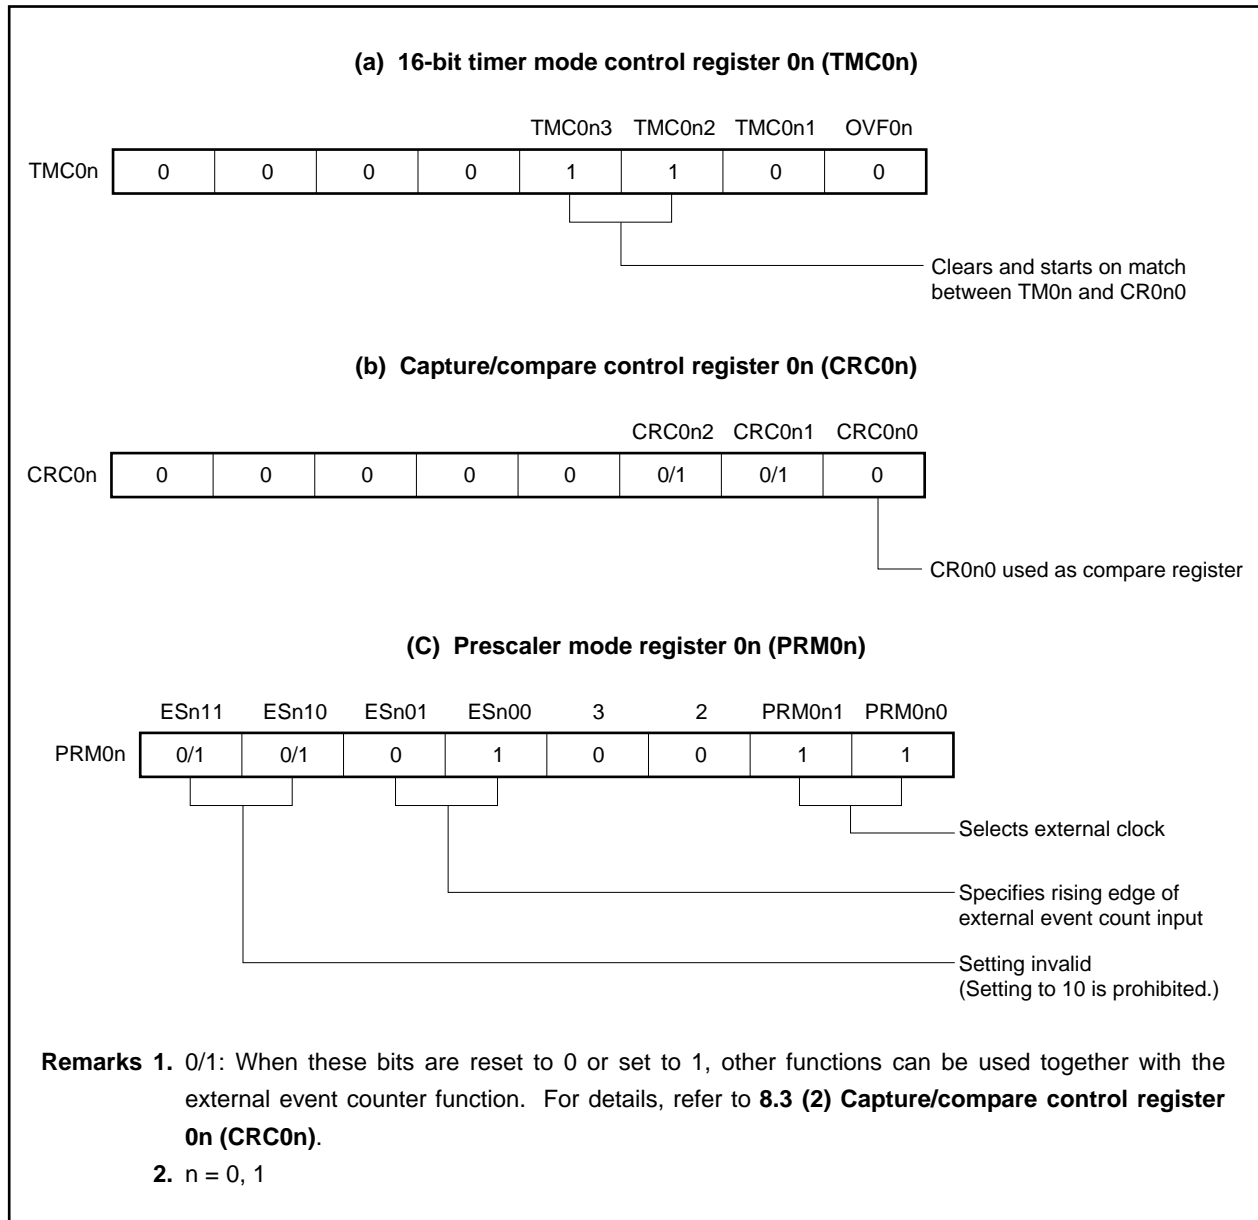 (a) 16-bit timer mode control register 0n (TMC0n)
TMC0n3 TMC0n2 TMC0n1 OVF0n
TMC0n 0 0 0 0 1 1 0 0
Clears and starts on match
between TM0n and CR0n0
(b) Capture/compare control register 0n (CRC0n)
CRC0n2 CRC0n1 CRC0n0
CRC0n 0 0 0 0 0 0/1 0/1 0
CR0n0 used as compare register
(C) Prescaler mode register 0n (PRM0n)
ESn11 ESn10 ESn01 ESn00 3 2 PRM0n1 PRM0n0
PRM0n 0/1 0/1 0 1 0 0 1 1
Selects external clock
Specifies rising edge of
external event count input
Setting invalid
(Setting to 10 is prohibited.)
Remarks 1. 0/1: When these bits are reset to 0 or set to 1, other functions can be used together with the
external event counter function. For details, refer to 8.3 (2) Capture/compare control register
0n (CRC0n).
2. n = 0, 1